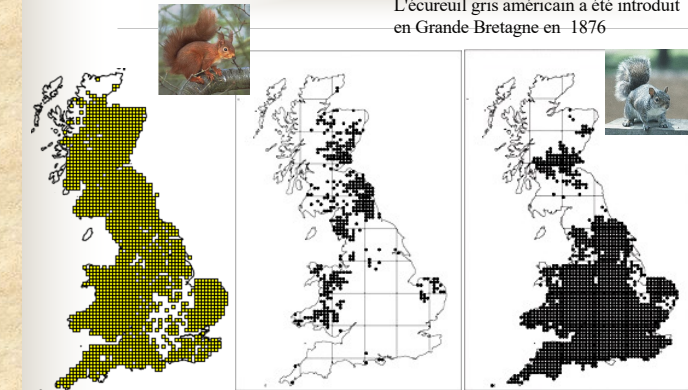 L'écureuil gris américain a été introduit
en Grande Bretagne en 1876